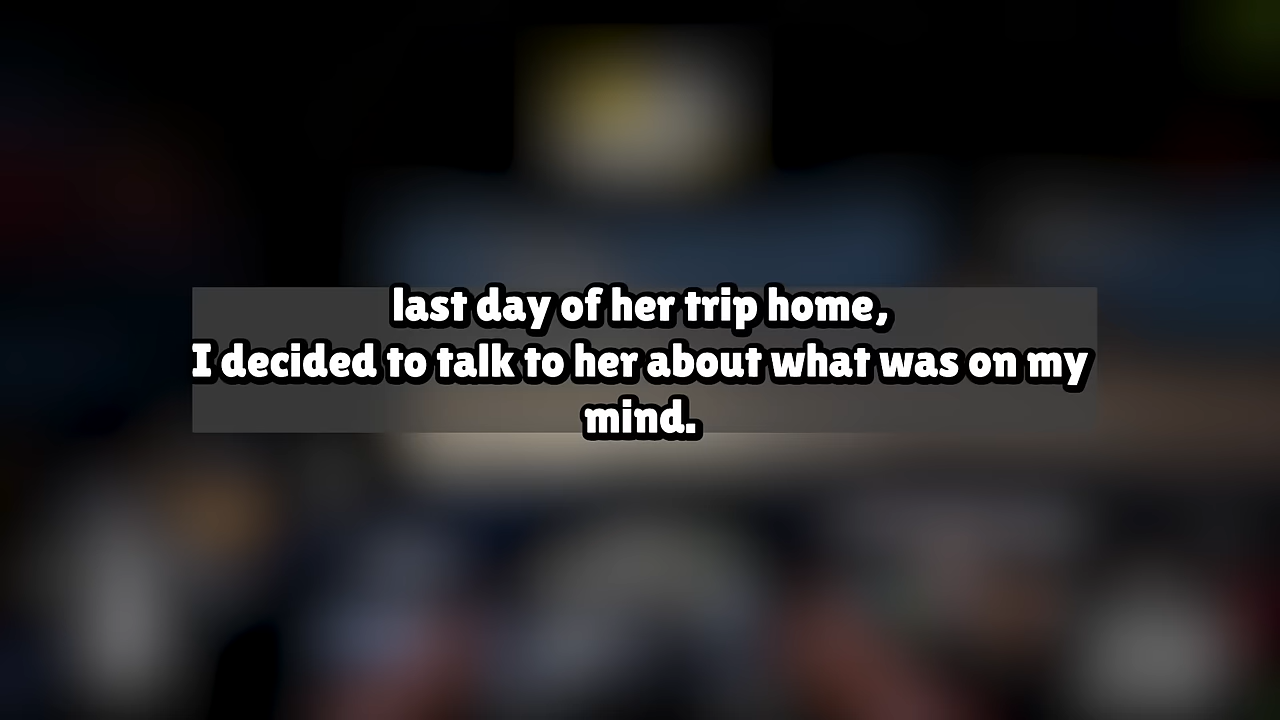 last day of her trip home,
I decided to talk to her about what was on my
mind.